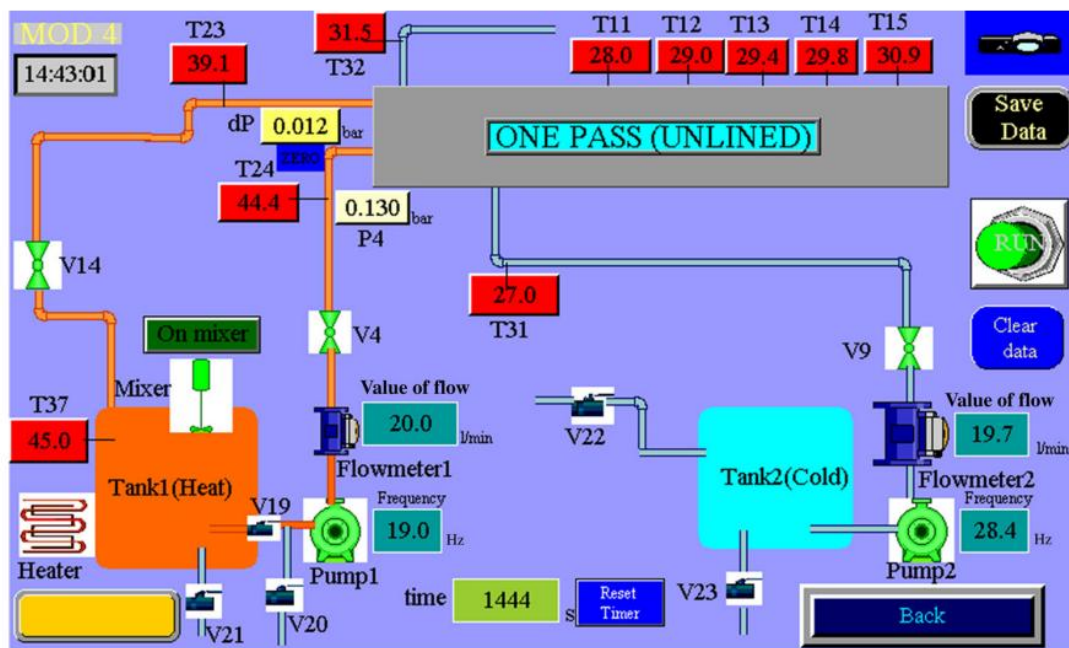 MOD 4
14:43:01
T23
39.1
31.5
T32
T11
28.0
T12
29.0
T13
29.4
T14
29.8
T15
30.9
Save
Data
dP
0.012 bar
ZERO
ONE PASS (UNLINED)
T24
44.4
0.130 bar
P4
RUN
V14
27.0
T31
V4
V9
Clear
data
On mixer
Mixer
T37
45.0
Value of flow
20.0 l/min
Flowmeter1
V22
Value of flow
19.7 l/min
Flowmeter2
Tank1(Heat)
Tank2(Cold)
V19
Frequency
19.0 Hz
Pump1
Frequency
28.4 Hz
Pump2
Heater
V21
V20
time
1444 S
Reset
Timer
V23
Back